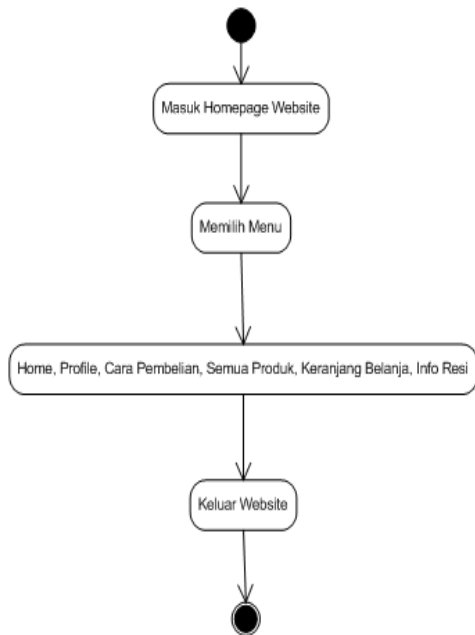 Masuk Homepage Website
Memilih Menu
Home, Profile, Cara Pembelian, Semua Produk, Keranjang Belanja, Info Resi
Keluar Website